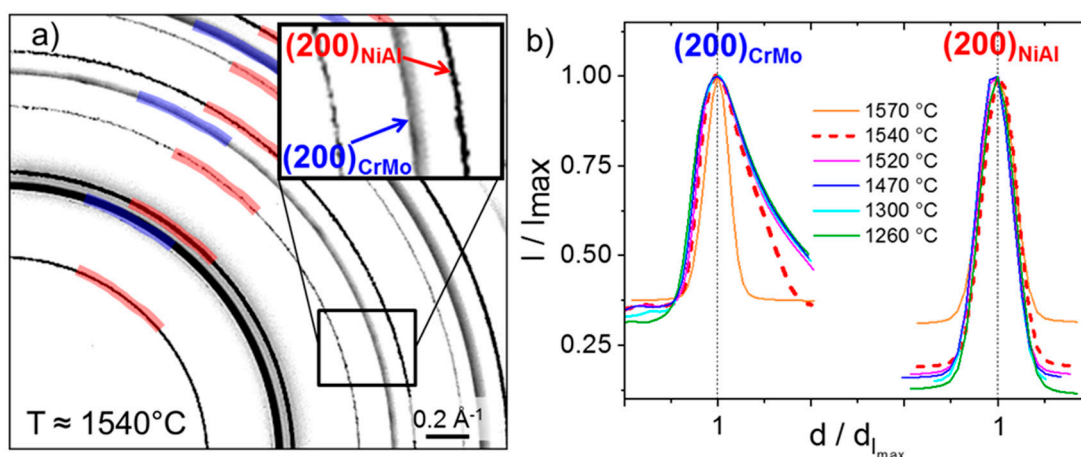 a)
(200)NiAl
(200)CrMo
T ≈ 1540°C
0.2 Å⁻¹
b)
(200)CrMo
(200)NiAl
1.00
0.75
0.50
0.25
I / Imax
1570 °C
1540 °C
1520 °C
1470 °C
1300 °C
1260 °C
1
1
d / dImax